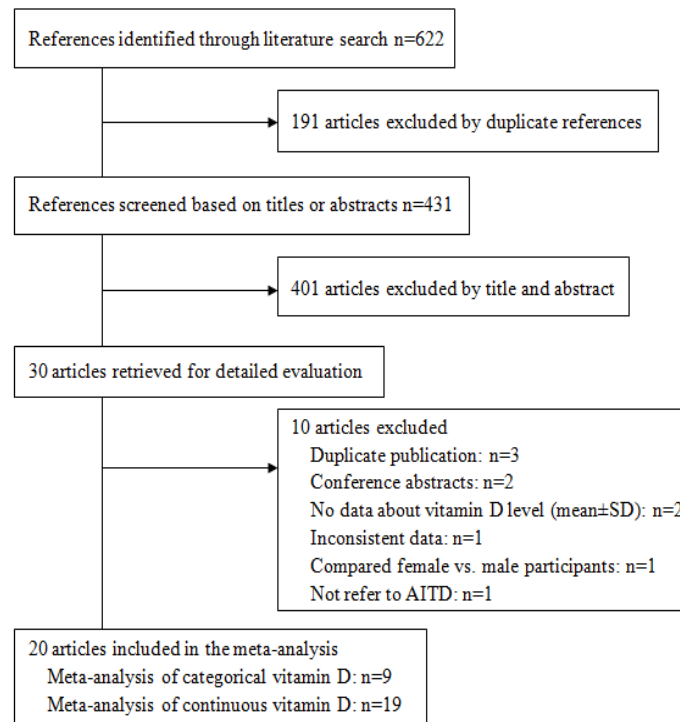 References identified through literature search n=622
191 articles excluded by duplicate references
References screened based on titles or abstracts n=431
401 articles excluded by title and abstract
30 articles retrieved for detailed evaluation
10 articles excluded
Duplicate publication: n=3
Conference abstracts: n=2
No data about vitamin D level (mean±SD): n=2
Inconsistent data: n=1
Compared female vs. male participants: n=1
Not refer to AITD: n=1
20 articles included in the meta-analysis
Meta-analysis of categorical vitamin D: n=9
Meta-analysis of continuous vitamin D: n=19